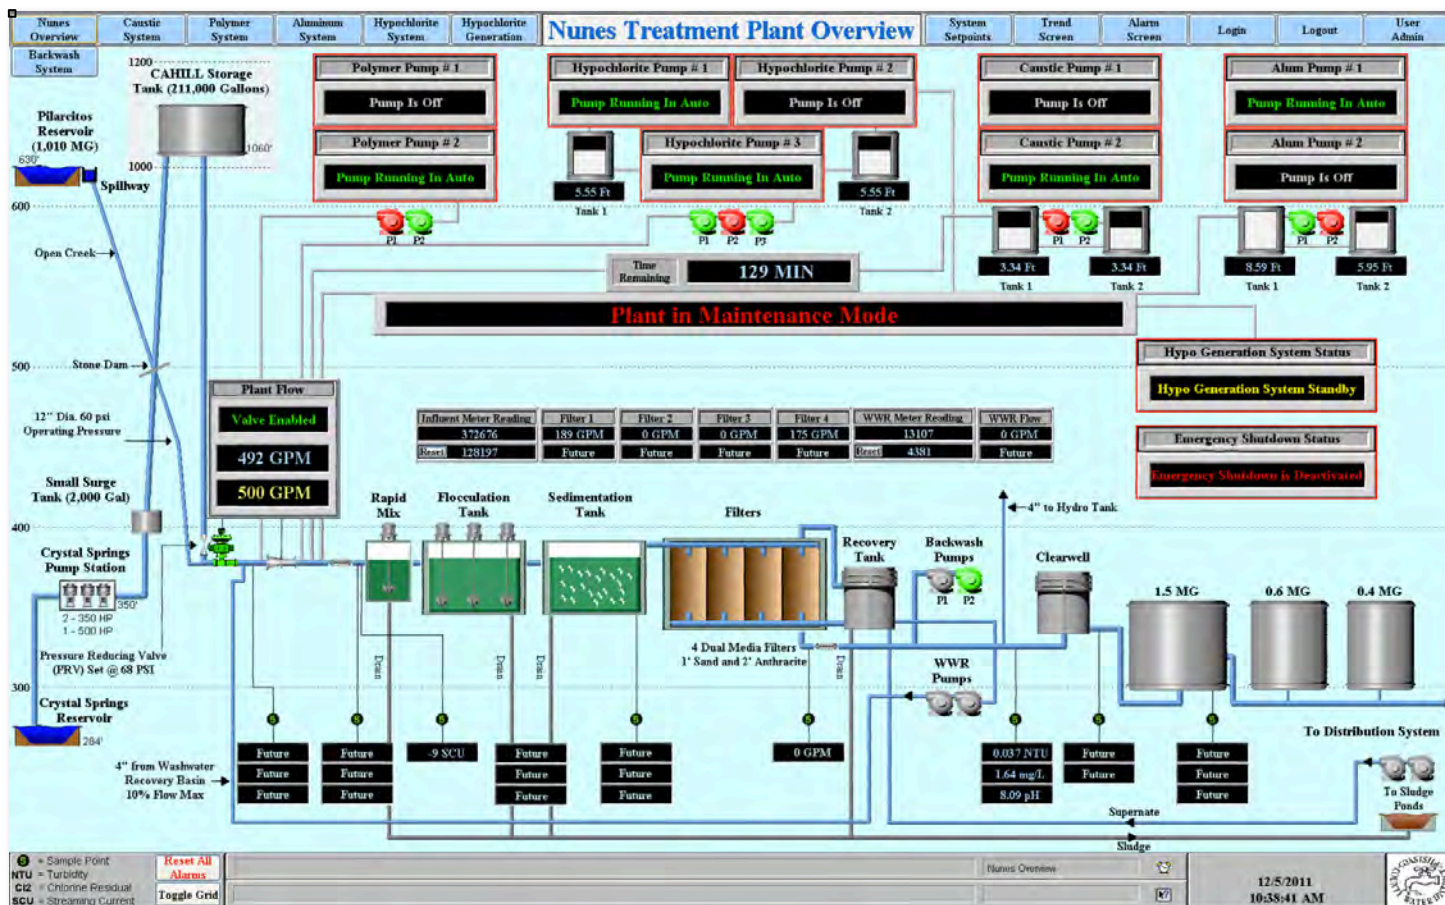 Nunes
Overview
Caustic
System
Polymer
System
Aluminum
System
Hypochlorite
System
Hypochlorite
Generation
Nunes Treatment Plant Overview
System
Setpoints
Trend
Screen
Alarm
Screen
Login
Logout
User
Admin
Backwash
System
1200
CAHILL Storage
Tank (211,000 Gallons)
1060'
1000
Pilarcitos
Reservoir
(1,010 MG)
630'
Spillway
600
Open Creek
Stone Dam
500
12" Dia. 60 psi
Operating Pressure
Small Surge
Tank (2,000 Gal)
400
Crystal Springs
Pump Station
350'
2 - 350 HP
1 - 500 HP
Pressure Reducing Valve
(PRV) Set @ 68 PSI
300
Crystal Springs
Reservoir
284'
Polymer Pump # 1
Pump Is Off
Polymer Pump # 2
Pump Running In Auto
P1 P2
Hypochlorite Pump # 1
Pump Running In Auto
Hypochlorite Pump # 2
Pump Is Off
Hypochlorite Pump # 3
Pump Running In Auto
5.55 Ft
Tank 1
5.55 Ft
Tank 2
P1 P2 P3
Caustic Pump # 1
Pump Is Off
Caustic Pump # 2
Pump Running In Auto
P1 P2
3.34 Ft
Tank 1
3.34 Ft
Tank 2
Alum Pump # 1
Pump Running In Auto
Alum Pump # 2
Pump Is Off
P1 P2
8.59 Ft
Tank 1
5.95 Ft
Tank 2
Time
Remaining
129 MIN
Plant in Maintenance Mode
Hypo Generation System Status
Hypo Generation System Standby
Emergency Shutdown Status
Emergency Shutdown is Deactivated
Plant Flow
Valve Enabled
492 GPM
500 GPM
Influent Meter Reading
372676
Reset 128197
Filter 1
189 GPM
Future
Filter 2
0 GPM
Future
Filter 3
0 GPM
Future
Filter 4
175 GPM
Future
WWR Meter Reading
13107
Reset 4381
WWR Flow
0 GPM
Future
Rapid
Mix
Flocculation
Tank
Sedimentation
Tank
Filters
4" to Hydro Tank
Recovery
Tank
Backwash
Pumps
P1 P2
Clearwell
1.5 MG
0.6 MG
0.4 MG
4 Dual Media Filters
1' Sand and 2' Anthracite
Drain
Drain
Drain
Drain
WWR
Pumps
4" from Washwater
Recovery Basin
10% Flow Max
S
Future
Future
Future
S
Future
Future
Future
S
-9 SCU
Future
Future
Future
S
Future
Future
Future
S
0 GPM
S
0.037 NTU
1.64 mg/L
8.09 pH
S
Future
Future
S
Future
Future
Future
To Distribution System
To Sludge
Ponds
Supernate
Sludge
S = Sample Point
NTU = Turbidity
Cl2 = Chlorine Residual
SCU = Streaming Current
Reset All
Alarms
Toggle Grid
Nunes Overview
12/5/2011
10:38:41 AM